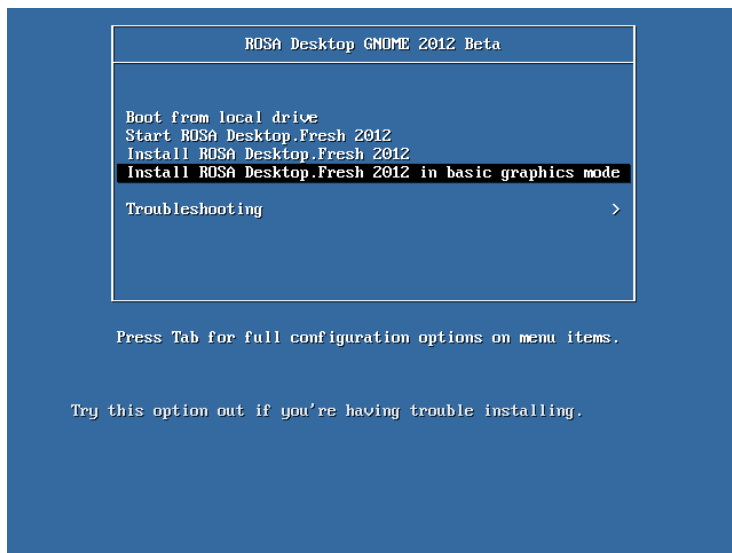 ROSA Desktop GNOME 2012 Beta
Boot from local drive
Start ROSA Desktop.Fresh 2012
Install ROSA Desktop.Fresh 2012
Install ROSA Desktop.Fresh 2012 in basic graphics mode
Troubleshooting >
Press Tab for full configuration options on menu items.
Try this option out if you're having trouble installing.